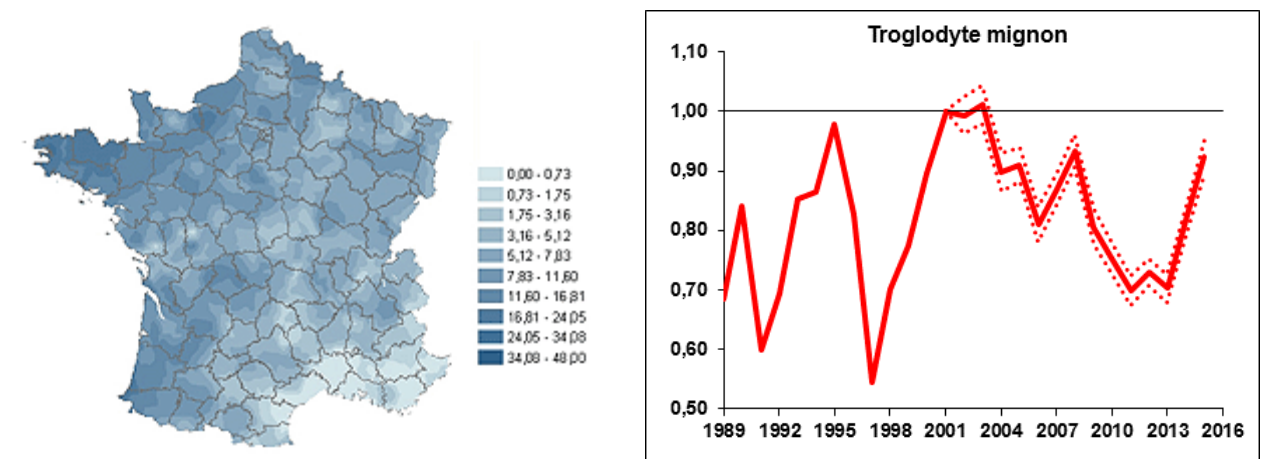 0,00 - 0,73
0,73 - 1,75
1,75 - 3,16
3,16 - 5,12
5,12 - 7,83
7,83 - 11,60
11,60 - 16,81
16,81 - 24,05
24,05 - 34,08
34,08 - 48,00
Troglodyte mignon
1,10
1,00
0,90
0,80
0,70
0,60
0,50
1989 1992 1995 1998 2001 2004 2007 2010 2013 2016